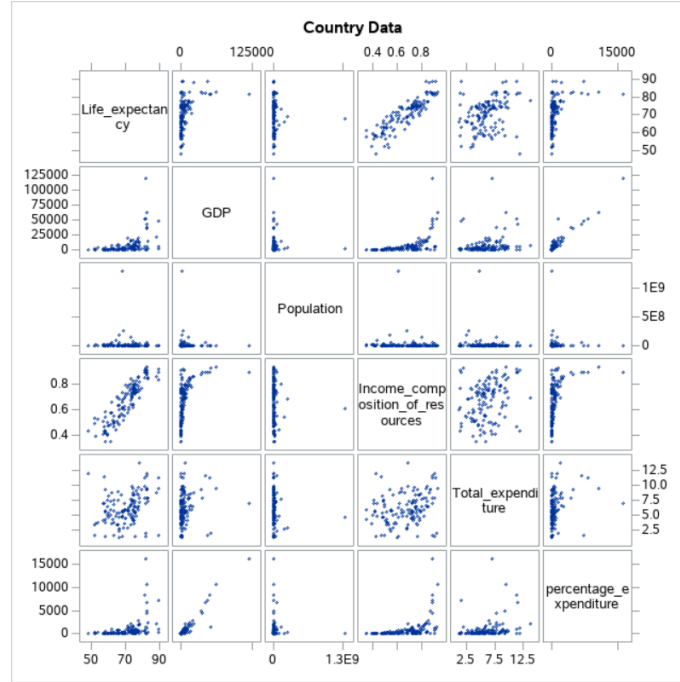 Country Data
0 125000 0.4 0.6 0.8 0 15000
Life_expectan
cy
90
80
70
60
50
125000
100000
75000
50000
25000
0
GDP
Population
1E9
5E8
0
0.8
0.6
0.4
Income_comp
osition_of_res
ources
Total_expendi
ture
12.5
10.0
7.5
5.0
2.5
15000
10000
5000
0
percentage_e
xpenditure
50 70 90 0 1.3E9 2.5 7.5 12.5